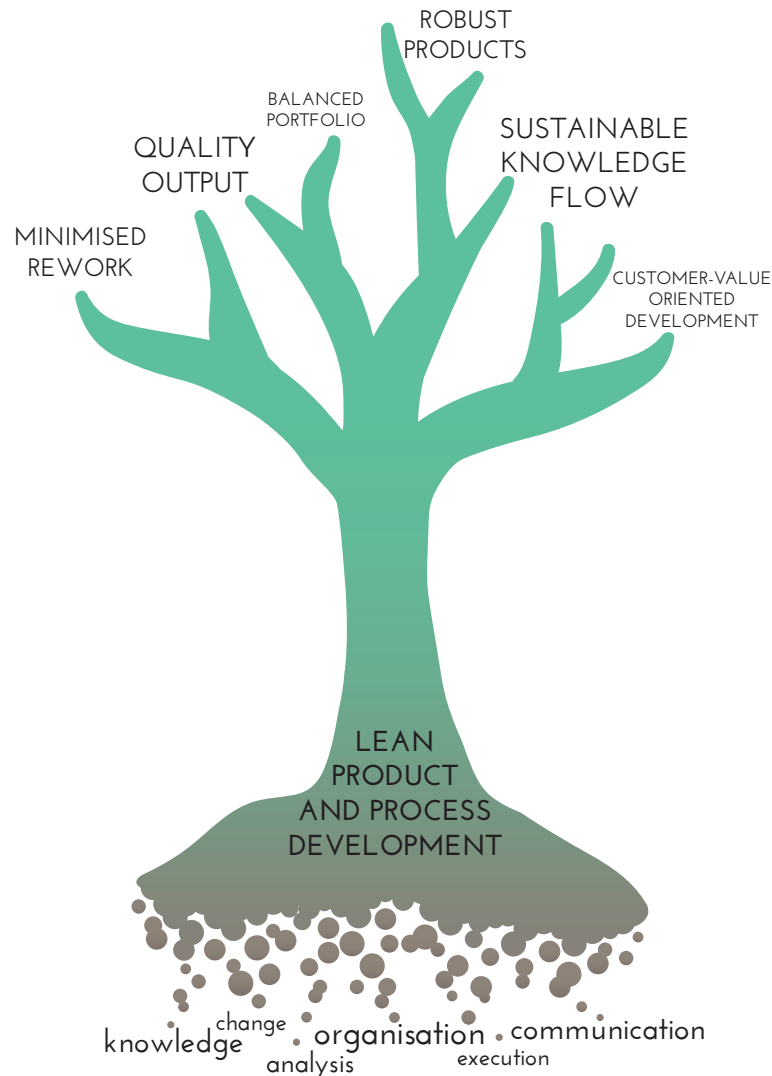 ROBUST
PRODUCTS
BALANCED
PORTFOLIO
SUSTAINABLE
KNOWLEDGE
FLOW
QUALITY
OUTPUT
MINIMISED
REWORK
CUSTOMER-VALUE
ORIENTED
DEVELOPMENT
LEAN
PRODUCT
AND PROCESS
DEVELOPMENT
knowledge
change
analysis
organisation
execution
communication